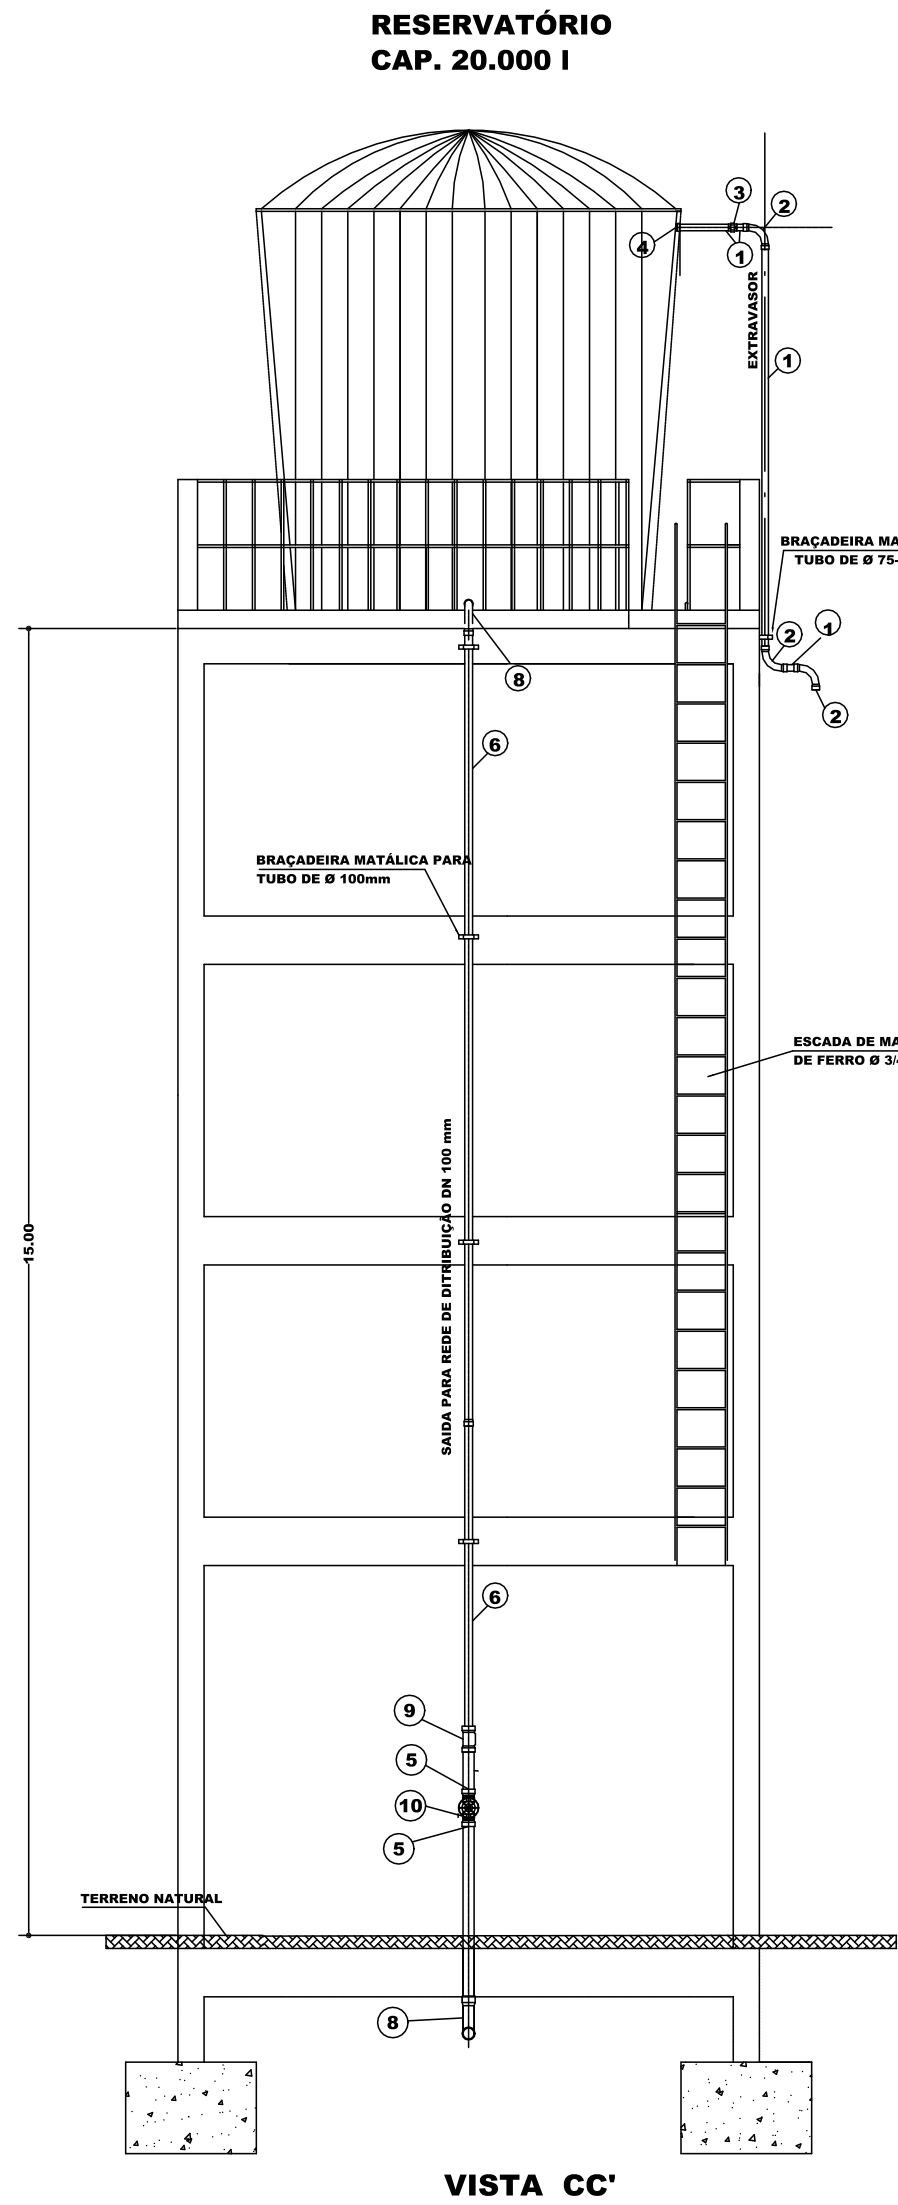 RESERVATÓRIO
CAP. 20.000 l
3
2
4
1
EXTRAVASOR
1
BRAÇADEIRA MA
TUBO DE Ø 75-
2
1
8
2
6
BRAÇADEIRA MATÁLICA PARA
TUBO DE Ø 100mm
ESCADA DE MA
DE FERRO Ø 3/4
SAIDA PARA REDE DE DITRIBUIÇÃO DN 100 mm
15.00
6
9
5
10
5
TERRENO NATURAL
8
VISTA CC'